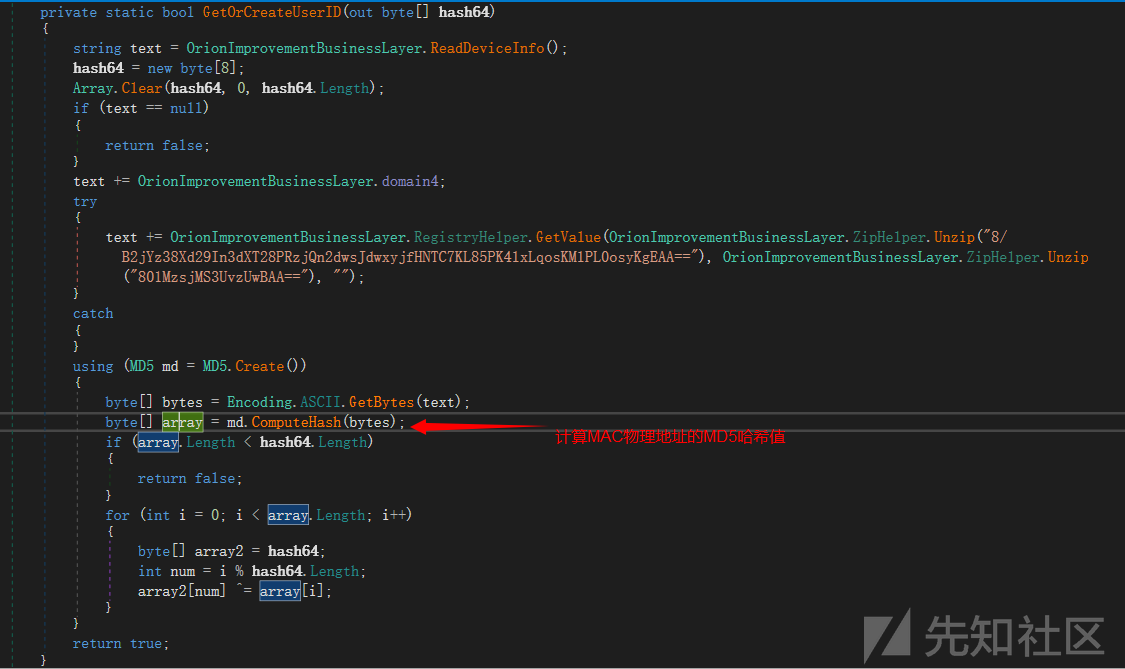 private static bool GetOrCreateUserID(out byte[] hash64)
{
string text = OrionImprovementBusinessLayer.ReadDeviceInfo();
hash64 = new byte[8];
Array.Clear(hash64, 0, hash64.Length);
if (text == null)
{
return false;
}
text += OrionImprovementBusinessLayer.domain4;
try
{
text += OrionImprovementBusinessLayer.RegistryHelper.GetValue(OrionImprovementBusinessLayer.ZipHelper.Unzip("8/
B2jYz38Xd29In3dXT28PRzjQn2dwsJdwxyjfHNTC7KL85PK41xLqosKM1PL0osyKgEAA=="), OrionImprovementBusinessLayer.ZipHelper.Unzip
("801MzsjMS3UvzUwBAA=="), "");
}
catch
{
}
using (MD5 md = MD5.Create())
{
byte[] bytes = Encoding.ASCII.GetBytes(text);
byte[] array = md.ComputeHash(bytes);
计算MAC物理地址的MD5哈希值
if (array.Length < hash64.Length)
{
return false;
}
for (int i = 0; i < array.Length; i++)
{
byte[] array2 = hash64;
int num = i % hash64.Length;
array2[num] ^= array[i];
}
}
return true;
}
先知社区